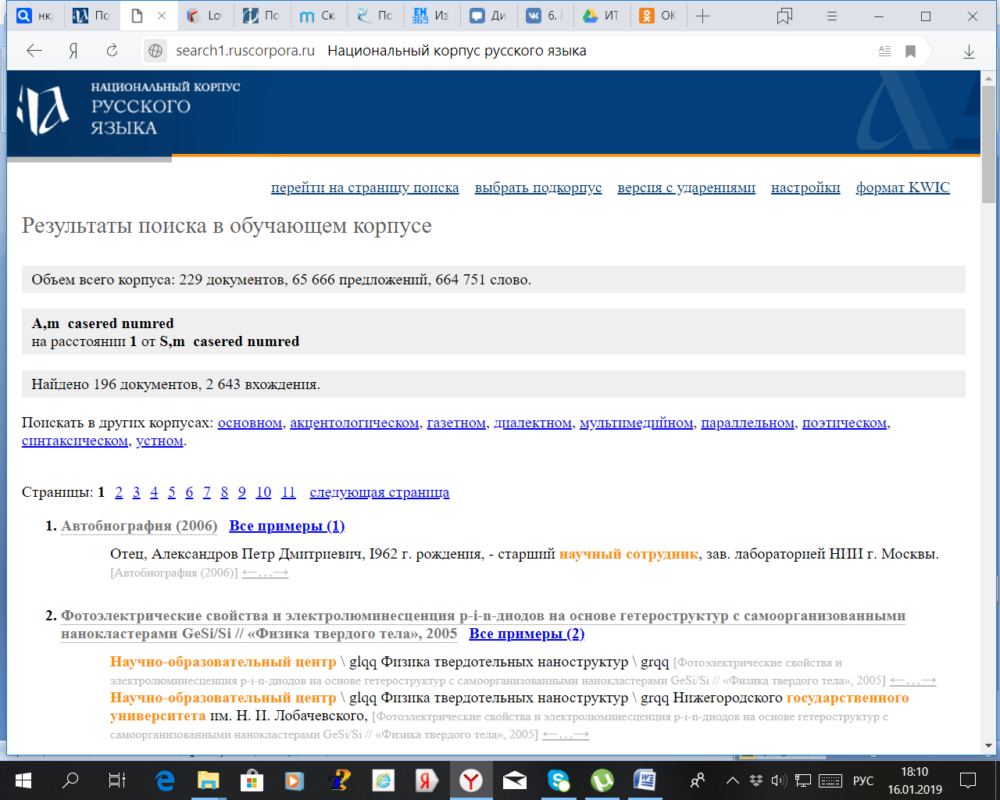 нк
По
Lo
По
Ск
По
EN
365
Из
Ди
6. 
ИТ
ОК
search1.ruscorpora.ru Национальный корпус русского языка
НАЦИОНАЛЬНЫЙ КОРПУС
РУССКОГО
ЯЗЫКА
перейти на страницу поиска выбрать подкорпус версия с ударениями настройки формат KWIC
Результаты поиска в обучающем корпусе
Объем всего корпуса: 229 документов, 65 666 предложений, 664 751 слово.
A,m casered numred
на расстоянии 1 от S,m casered numred
Найдено 196 документов, 2 643 вхождения.
Поискать в других корпусах: основном, акцентологическом, газетном, диалектном, мультимедийном, параллельном, поэтическом,
синтаксическом, устном.
Страницы: 1 2 3 4 5 6 7 8 9 10 11 следующая страница
1. Автобиография (2006) Все примеры (1)
Отец, Александров Петр Дмитриевич, I962 г. рождения, - старший научный сотрудник, зав. лабораторией НИИ г. Москвы.
[Автобиография (2006)] ←…→
2. Фотоэлектрические свойства и электролюминесценция p-i-n-диодов на основе гетероструктур с самоорганизованными
нанокластерами GeSi/Si // «Физика твердого тела», 2005 Все примеры (2)
Научно-образовательный центр \ glqq Физика твердотельных наноструктур \ grqq [Фотоэлектрические свойства и
электролюминесценция p-i-n-диодов на основе гетероструктур с самоорганизованными нанокластерами GeSi/Si // «Физика твердого тела», 2005] ←…→
Научно-образовательный центр \ glqq Физика твердотельных наноструктур \ grqq Нижегородского государственного
университета им. Н. И. Лобачевского, [Фотоэлектрические свойства и электролюминесценция p-i-n-диодов на основе гетероструктур с
самоорганизованными нанокластерами GeSi/Si // «Физика твердого тела», 2005] ←…→
РУС
18:10
16.01.2019